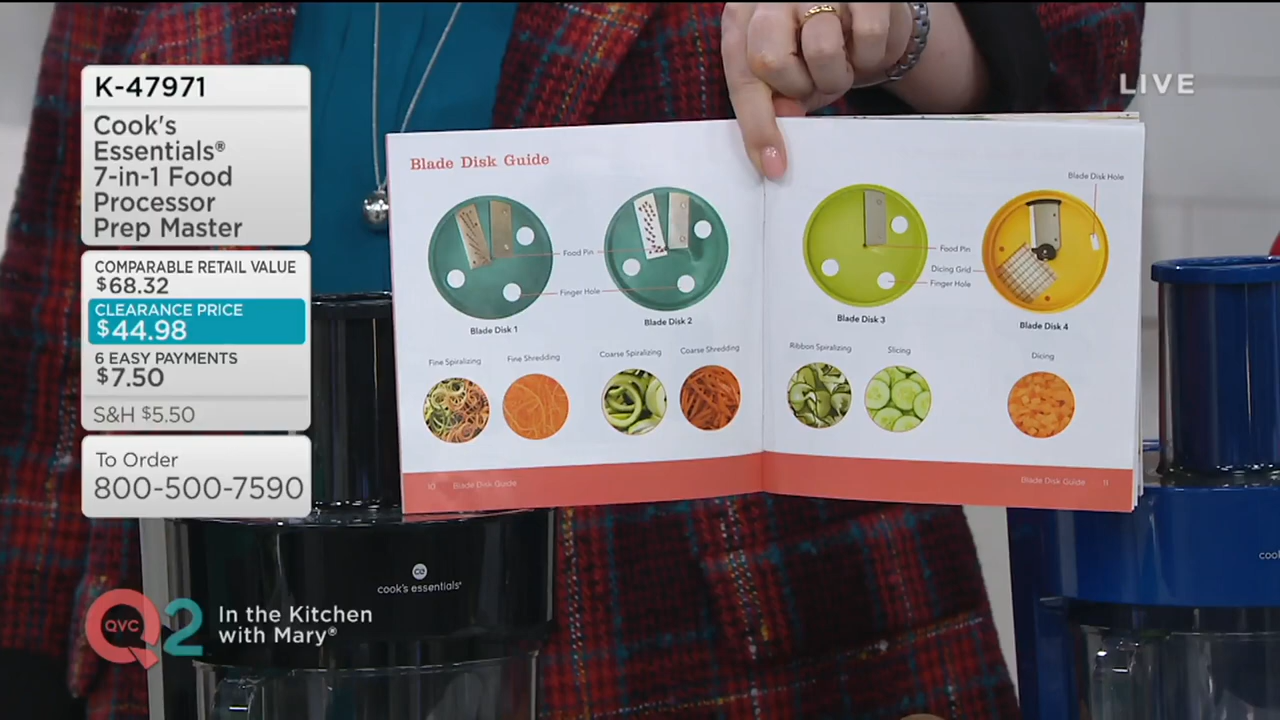 K-47971
Cook's
Essentials®
7-in-1 Food
Processor
Prep Master
COMPARABLE RETAIL VALUE
$68.32
CLEARANCE PRICE
$44.98
6 EASY PAYMENTS
$7.50
S&H $5.50
To Order
800-500-7590
LIVE
Blade Disk Guide
Blade Disk Hole
Food Pin
Food Pin
Dicing Grid
Finger Hole
Finger Hole
Blade Disk 1
Blade Disk 2
Blade Disk 3
Blade Disk 4
Fine Spiralizing
Fine Shredding
Coarse Spiralizing
Coarse Shredding
Ribbon Spiralizing
Slicing
Dicing
10 Blade Disk Guide
Blade Disk Guide 11
ce
cook's essentials®
cool
QVC 2
In the Kitchen
with Mary®